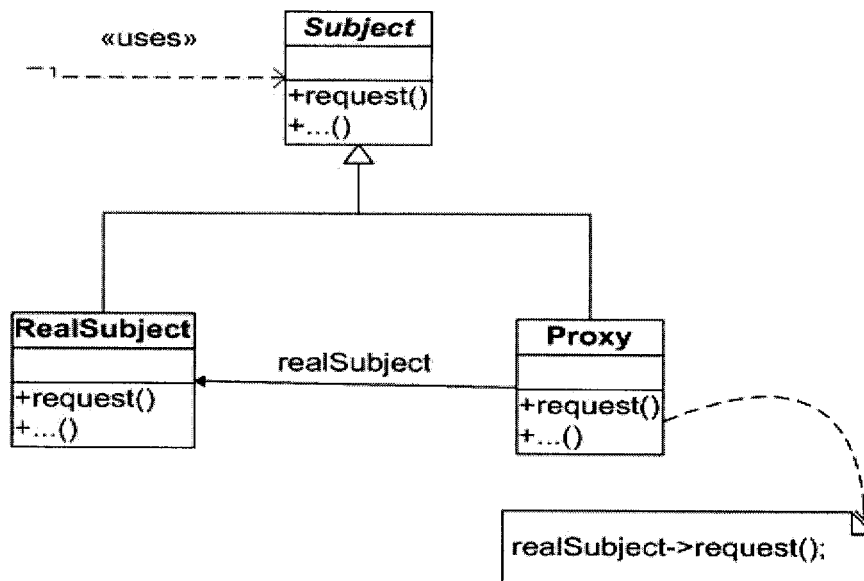 Subject
«uses»
+request()
+...()
RealSubject
+request()
+...()
realSubject
Proxy
+request()
+...()
realSubject->request();